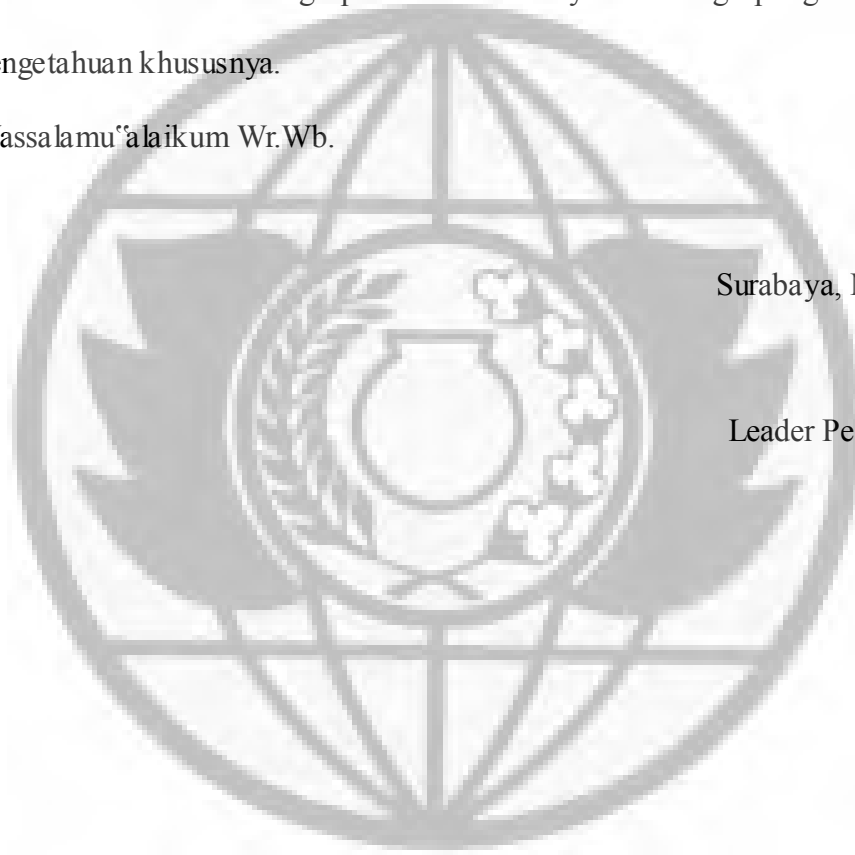 engetahuan khususnya.
assalamu‟alaikum Wr.Wb.
Surabaya,
Leader Pe